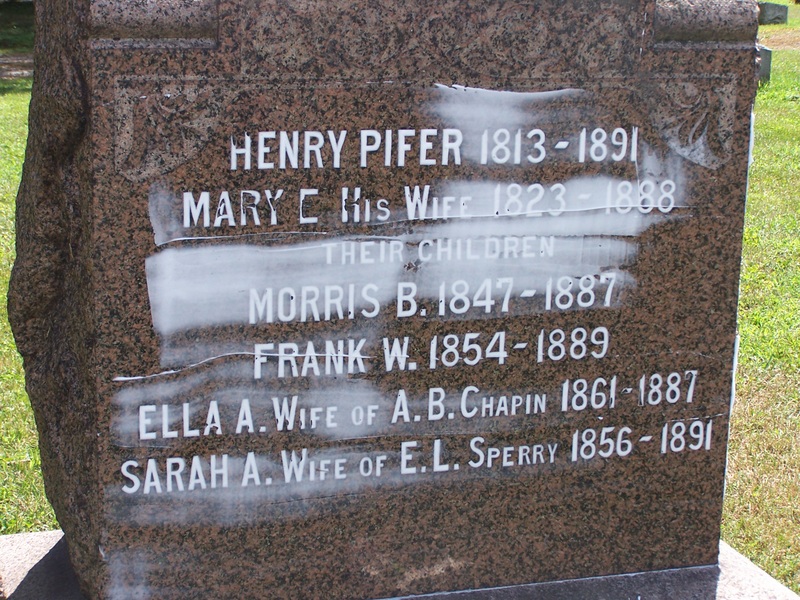 HENRY PIFER 1813 - 1891
MARY E HIS WIFE 1823 - 1888
THEIR CHILDREN
MORRIS B. 1847 - 1887
FRANK W. 1854 - 1889
ELLA A. WIFE OF A. B. CHAPIN 1861 - 1887
SARAH A. WIFE OF E. L. SPERRY 1856 - 1891